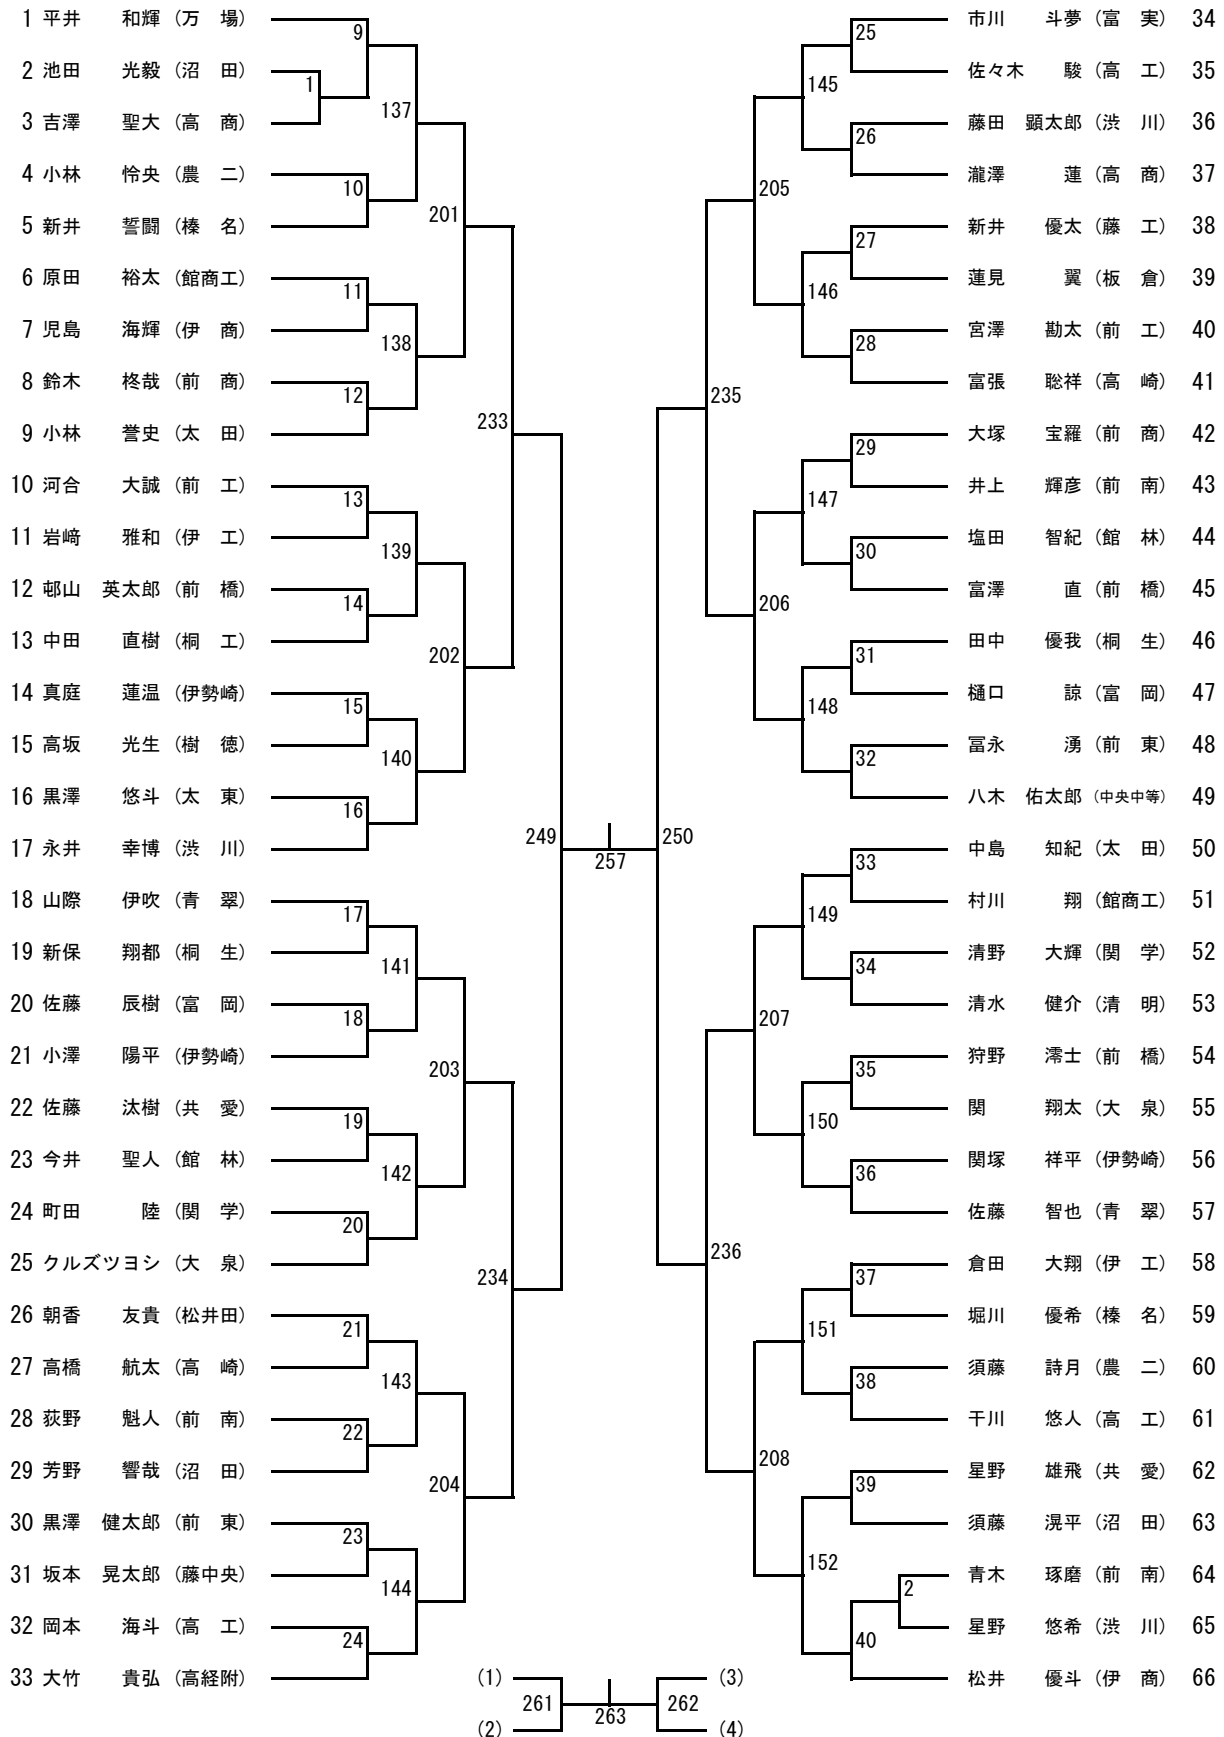 1 平井 和輝 (万 場)
2 池田 光毅 (沼 田)
3 吉澤 聖大 (高 商)
4 小林 怜央 (農 二)
5 新井 誓闘 (榛 名)
6 原田 裕太 (館商工)
7 児島 海輝 (伊 商)
8 鈴木 柊哉 (前 商)
9 小林 誉史 (太 田)
10 河合 大誠 (前 工)
11 岩﨑 雅和 (伊 工)
12 邨山 英太郎 (前 橋)
13 中田 直樹 (桐 工)
14 真庭 蓮温 (伊勢崎)
15 高坂 光生 (樹 徳)
16 黒澤 悠斗 (太 東)
17 永井 幸博 (渋 川)
18 山際 伊吹 (青 翠)
19 新保 翔都 (桐 生)
20 佐藤 辰樹 (富 岡)
21 小澤 陽平 (伊勢崎)
22 佐藤 汰樹 (共 愛)
23 今井 聖人 (館 林)
24 町田 陸 (関 学)
25 クルズツヨシ (大 泉)
26 朝香 友貴 (松井田)
27 高橋 航太 (高 崎)
28 荻野 魁人 (前 南)
29 芳野 響哉 (沼 田)
30 黒澤 健太郎 (前 東)
31 坂本 晃太郎 (藤中央)
32 岡本 海斗 (高 工)
33 大竹 貴弘 (高経附)
1
9
10
11
12
13
14
15
16
17
18
19
20
21
22
23
24
137
138
139
140
141
142
143
144
201
202
203
204
233
234
249
257
250
235
236
205
206
207
208
145
146
147
148
149
150
151
152
25
26
27
28
29
30
31
32
33
34
35
36
37
38
39
40
2
市川 斗夢 (富 実) 34
佐々木 駿 (高 工) 35
藤田 顕太郎 (渋 川) 36
瀧澤 蓮 (高 商) 37
新井 優太 (藤 工) 38
蓮見 翼 (板 倉) 39
宮澤 勘太 (前 工) 40
富張 聡祥 (高 崎) 41
大塚 宝羅 (前 商) 42
井上 輝彦 (前 南) 43
塩田 智紀 (館 林) 44
富澤 直 (前 橋) 45
田中 優我 (桐 生) 46
樋口 諒 (富 岡) 47
冨永 湧 (前 東) 48
八木 佑太郎 (中央中等) 49
中島 知紀 (太 田) 50
村川 翔 (館商工) 51
清野 大輝 (関 学) 52
清水 健介 (清 明) 53
狩野 澪士 (前 橋) 54
関 翔太 (大 泉) 55
関塚 祥平 (伊勢崎) 56
佐藤 智也 (青 翠) 57
倉田 大翔 (伊 工) 58
堀川 優希 (榛 名) 59
須藤 詩月 (農 二) 60
干川 悠人 (高 工) 61
星野 雄飛 (共 愛) 62
須藤 滉平 (沼 田) 63
青木 琢磨 (前 南) 64
星野 悠希 (渋 川) 65
松井 優斗 (伊 商) 66
(1)
(2)
261
263
262
(3)
(4)